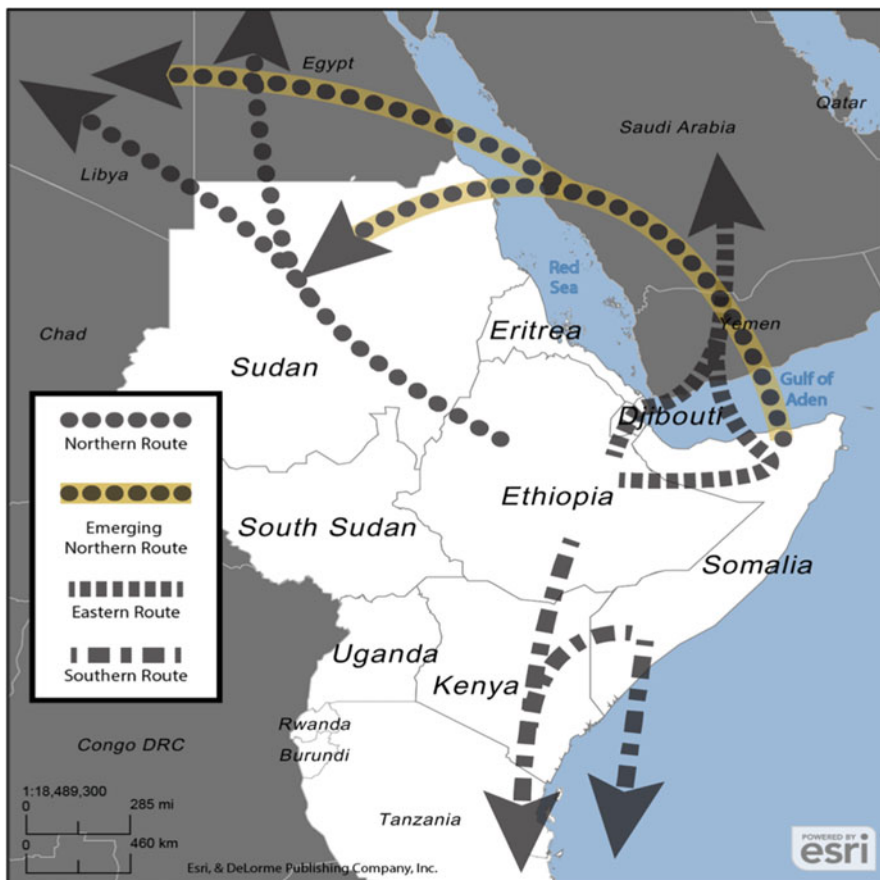 Egypt
Qatar
Saudi Arabia
Libya
Red
Sea
Chad
Eritrea
Yemen
Sudan
Gulf of
Aden
Djibouti
Northern Route
Ethiopia
Emerging
Northern Route
South Sudan
Somalia
Eastern Route
Southern Route
Uganda
Kenya
Rwanda
Burundi
Congo DRC
Tanzania
1:18,489,300
0 285 mi
0 460 km
Esri, & DeLorme Publishing Company, Inc.
POWERED BY
esri